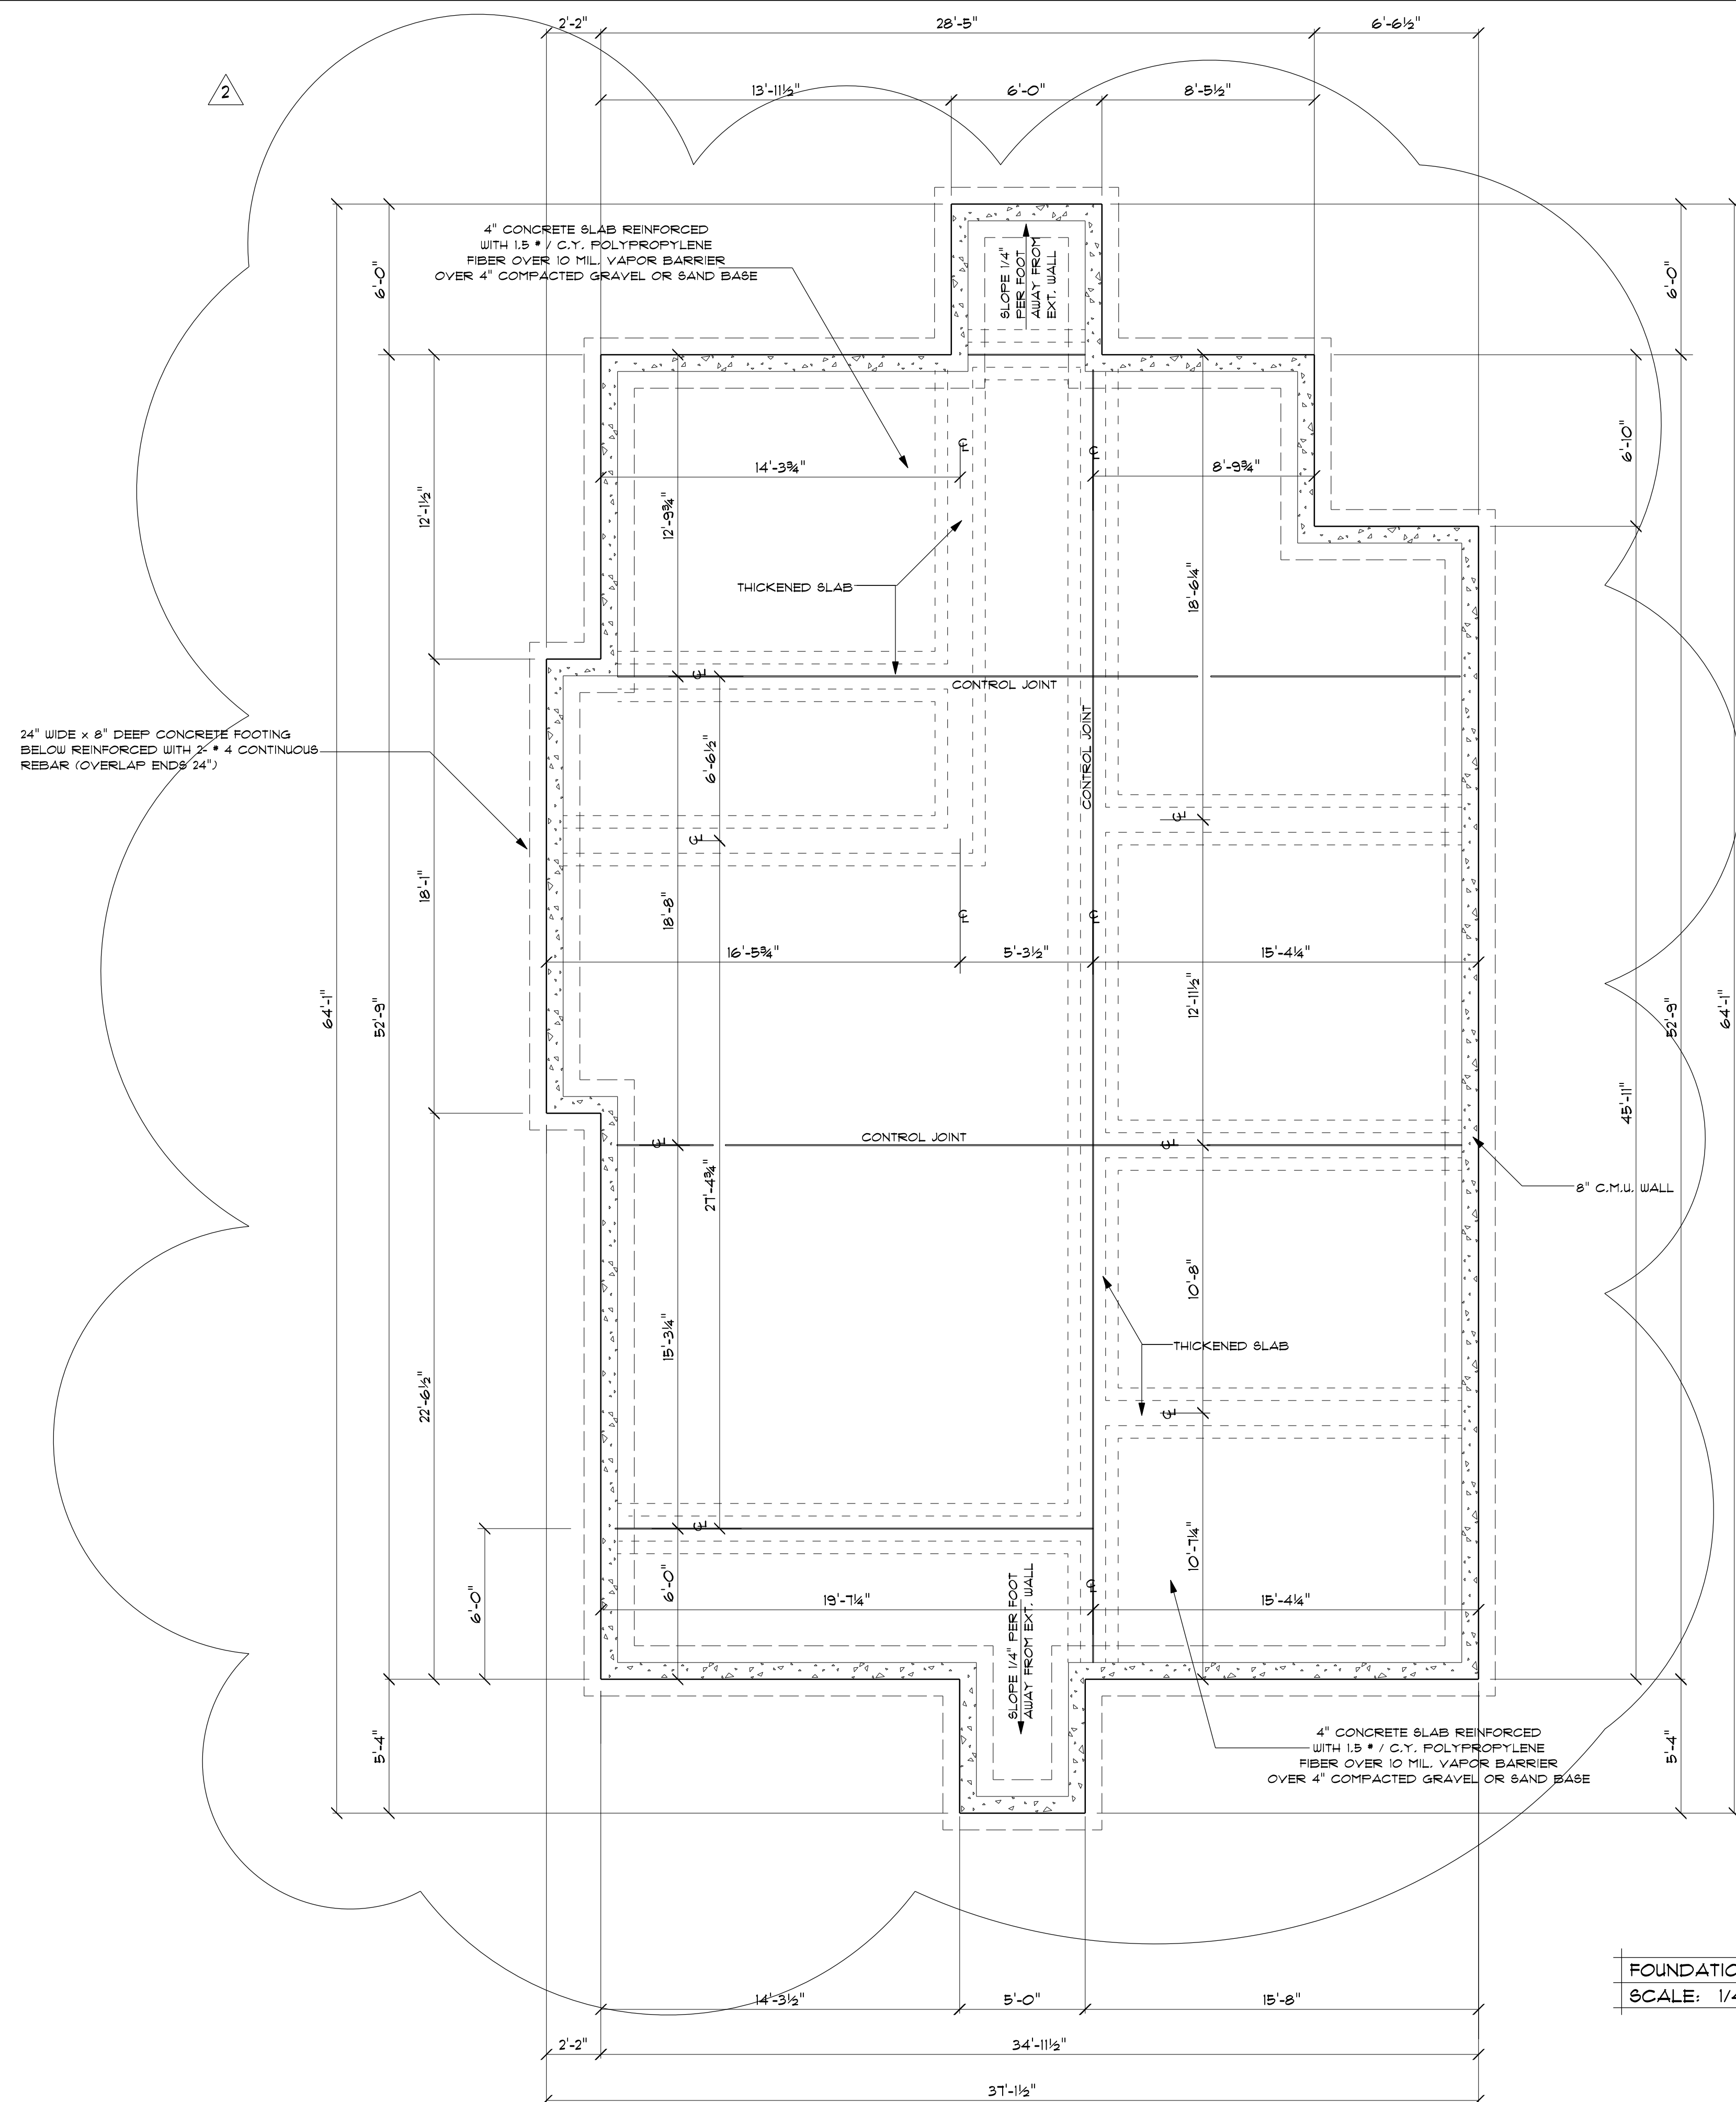 2'-2"
28'-5"
6'-6½"
2
13'-11½"
6'-0"
8'-5½"
4" CONCRETE SLAB REINFORCED
WITH 1.5 # / C.Y. POLYPROPYLENE
FIBER OVER 10 MIL. VAPOR BARRIER
OVER 4" COMPACTED GRAVEL OR SAND BASE
SLOPE 1/4"
PER FOOT
AWAY FROM
EXT. WALL
6'-0"
6'-0"
6'-10"
14'-3¾"
8'-9¾"
12'-1½"
12'-9¾"
18'-6¼"
THICKENED SLAB
CONTROL JOINT
CONTROL JOINT
24" WIDE x 8" DEEP CONCRETE FOOTING
BELOW REINFORCED WITH 2- # 4 CONTINUOUS
REBAR (OVERLAP ENDS 24")
6'-6½"
18'-1"
18'-8"
16'-5¾"
5'-3½"
15'-4¼"
12'-11½"
64'-1"
52'-9"
52'-9"
64'-1"
45'-11"
CONTROL JOINT
27'-4¾"
8" C.M.U. WALL
10'-8"
15'-3¼"
THICKENED SLAB
22'-6½"
6'-0"
6'-0"
10'-7¼"
19'-7¼"
15'-4¼"
SLOPE 1/4" PER FOOT
AWAY FROM EXT. WALL
5'-4"
5'-4"
4" CONCRETE SLAB REINFORCED
WITH 1.5 # / C.Y. POLYPROPYLENE
FIBER OVER 10 MIL. VAPOR BARRIER
OVER 4" COMPACTED GRAVEL OR SAND BASE
FOUNDATIO
SCALE: 1/4
14'-3½"
5'-0"
15'-8"
2'-2"
34'-11½"
37'-1½"